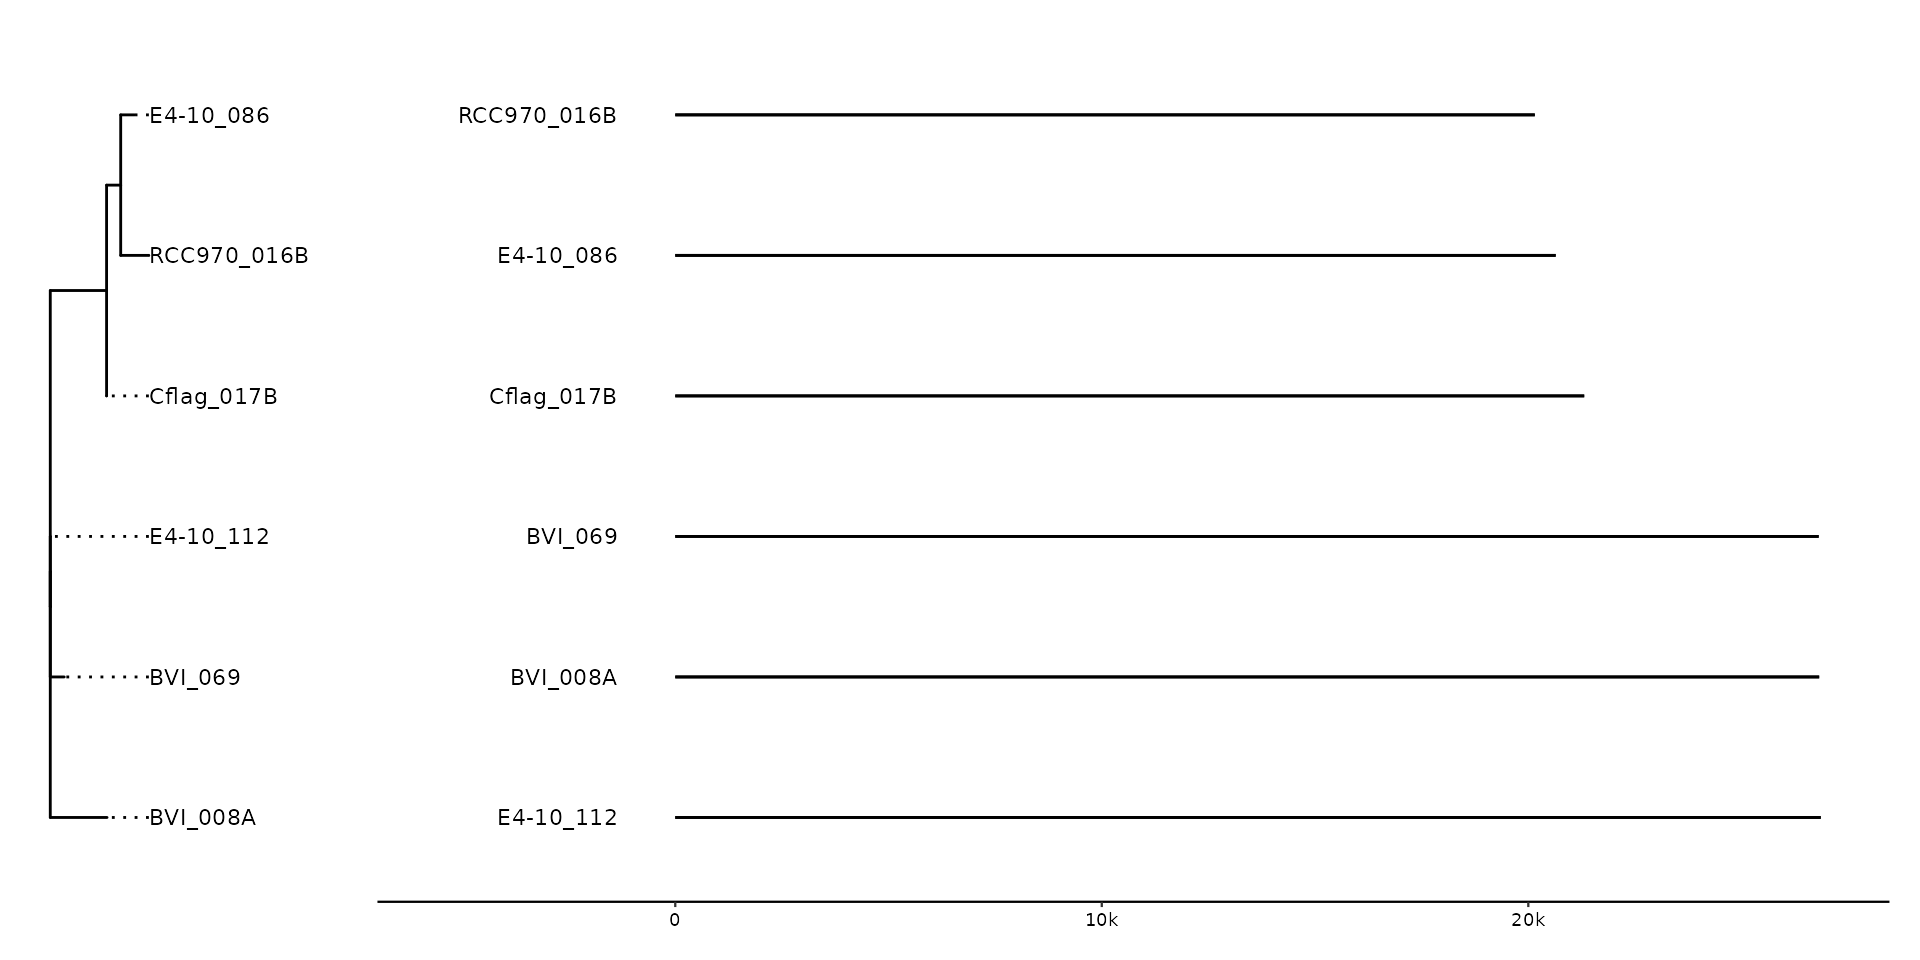 E4-10_086 RCC970_016B
RCC970_016B E4-10_086
Cflag_017B Cflag_017B
E4-10_112 BVI_069
BVI_069 BVI_008A
BVI_008A E4-10_112
0 10k 20k